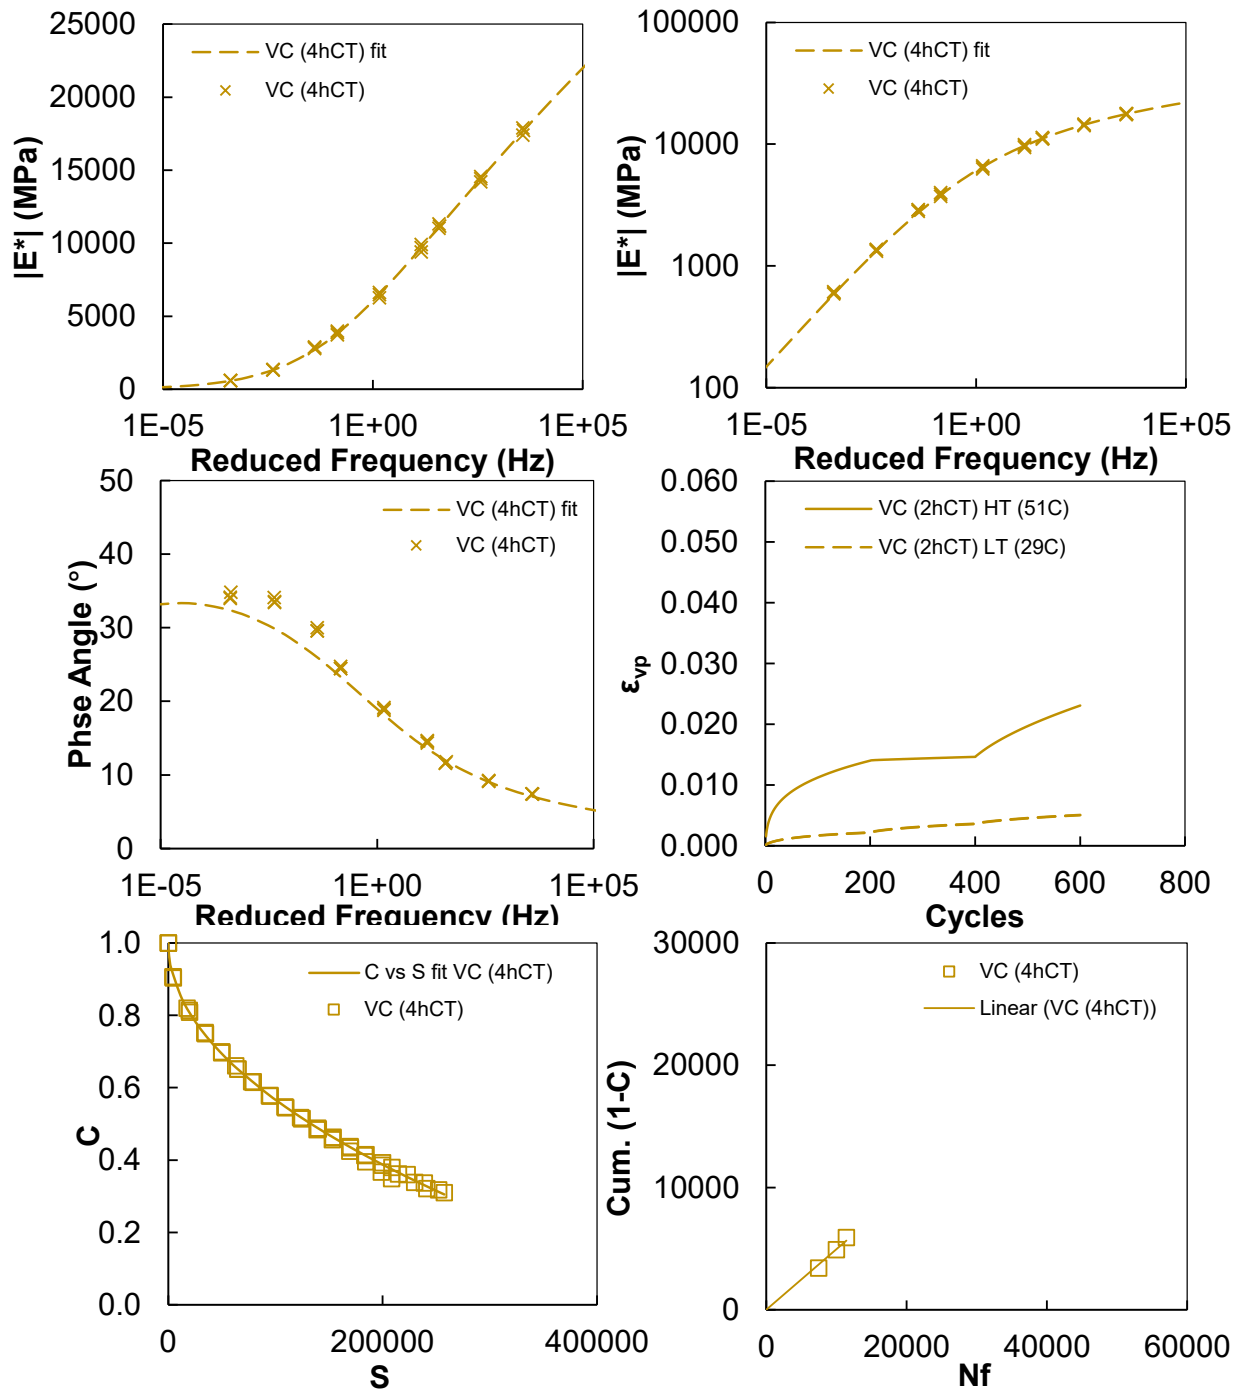 25000
20000
15000
10000
5000
0
|E*| (MPa)
VC (4hCT) fit
VC (4hCT)
1E-05
1E+00
1E+05
Reduced Frequency (Hz)
100000
10000
1000
100
|E*| (MPa)
VC (4hCT) fit
VC (4hCT)
1E-05
1E+00
1E+05
Reduced Frequency (Hz)
50
40
30
20
10
0
Phse Angle (°)
VC (4hCT) fit
VC (4hCT)
1E-05
1E+00
1E+05
Reduced Frequency (Hz)
0.060
0.050
0.040
0.030
0.020
0.010
0.000
εvp
VC (2hCT) HT (51C)
VC (2hCT) LT (29C)
0
200
400
600
800
Cycles
1.0
0.8
0.6
0.4
0.2
0.0
C
C vs S fit VC (4hCT)
VC (4hCT)
0
200000
400000
S
30000
20000
10000
0
Cum. (1-C)
VC (4hCT)
Linear (VC (4hCT))
0
20000
40000
60000
Nf